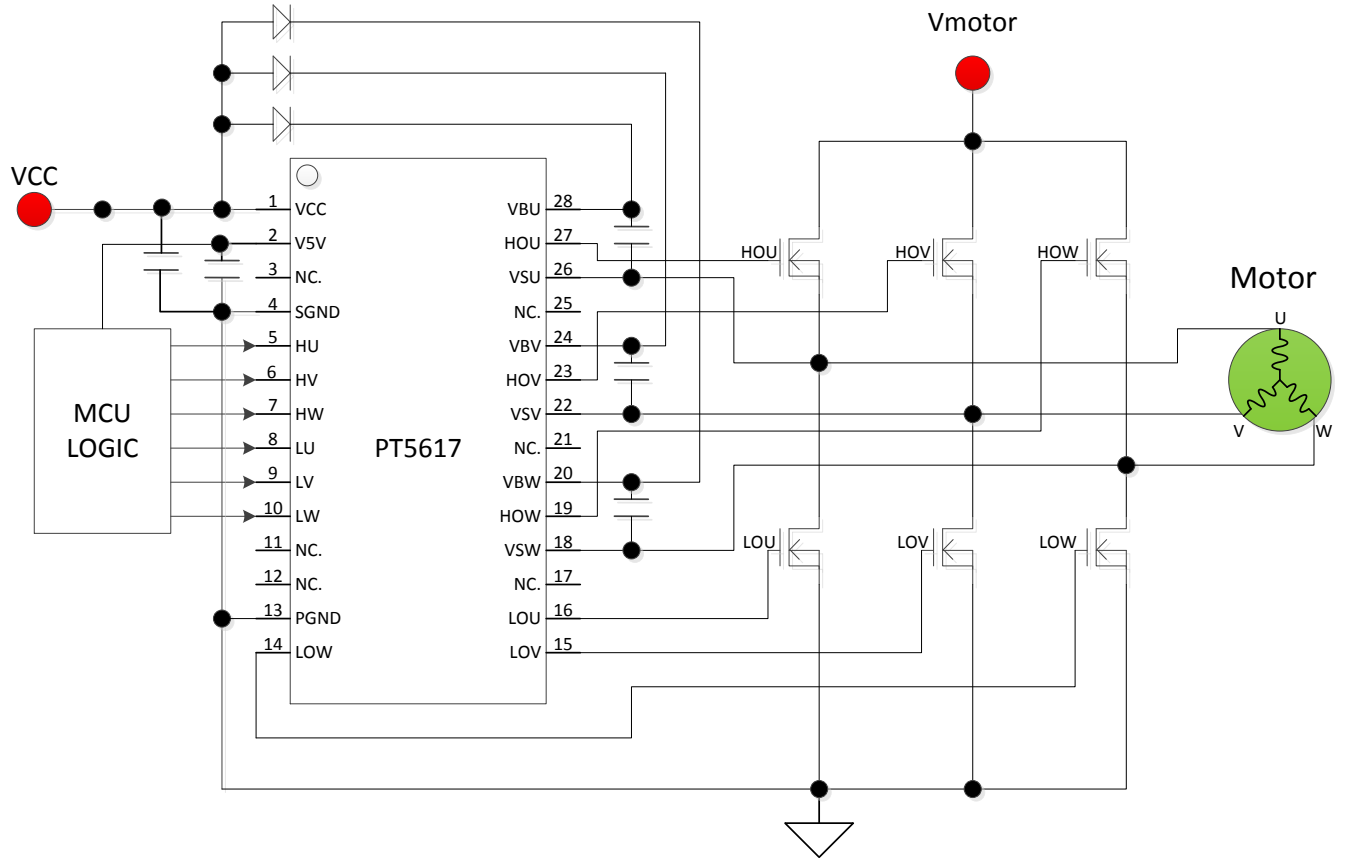 Vmotor
VCC
1 VCC
2 V5V
3 NC.
4 SGND
5 HU
6 HV
7 HW
8 LU
9 LV
10 LW
11 NC.
12 NC.
13 PGND
14 LOW
MCU
LOGIC
PT5617
VBU 28
HOU 27
VSU 26
NC. 25
VBV 24
HOV 23
VSV 22
NC. 21
VBW 20
HOW 19
VSW 18
NC. 17
LOU 16
LOV 15
HOU
HOV
HOW
LOU
LOV
LOW
Motor
U
V
W